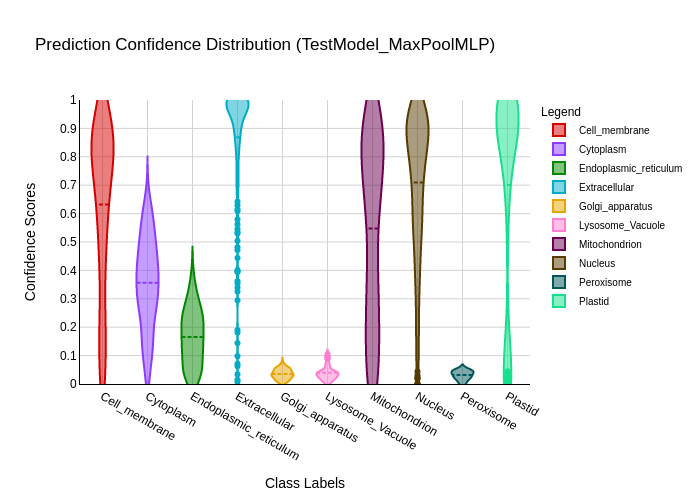 Prediction Confidence Distribution (TestModel_MaxPoolMLP)
Confidence Scores
1
0.9
0.8
0.7
0.6
0.5
0.4
0.3
0.2
0.1
0
Cell_membrane
Cytoplasm
Endoplasmic_reticulum
Extracellular
Golgi_apparatus
Lysosome_Vacuole
Mitochondrion
Nucleus
Peroxisome
Plastid
Class Labels
Legend
Cell_membrane
Cytoplasm
Endoplasmic_reticulum
Extracellular
Golgi_apparatus
Lysosome_Vacuole
Mitochondrion
Nucleus
Peroxisome
Plastid